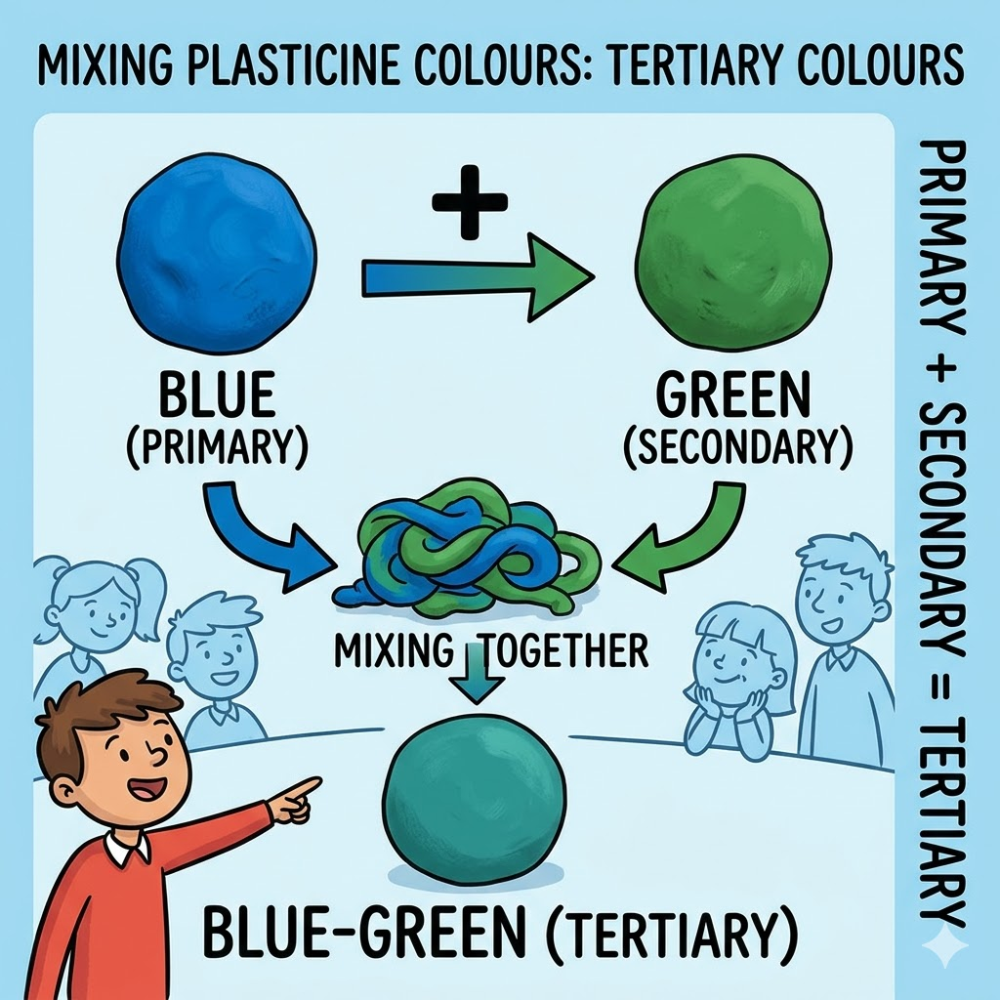 MIXING PLASTICINE COLOURS: TERTIARY COLOURS
+
BLUE
(PRIMARY)
GREEN
(SECONDARY)
MIXING TOGETHER
BLUE-GREEN (TERTIARY)
PRIMARY + SECONDARY = TERTIARY